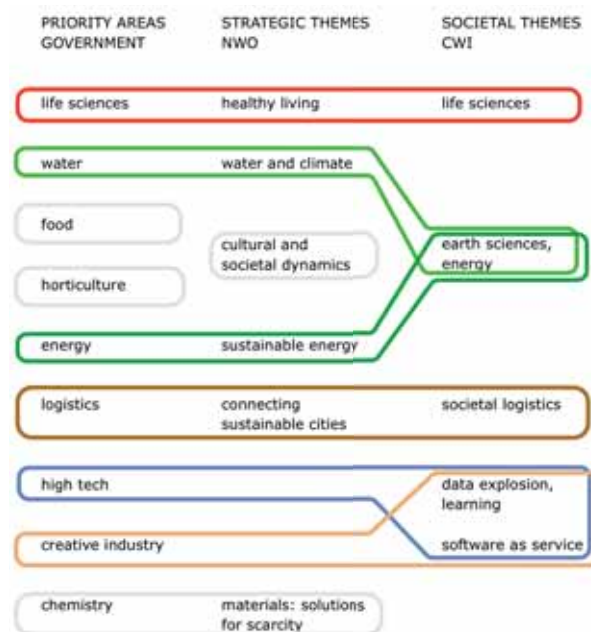 PRIORITY AREAS STRATEGIC THEMES SOCIETAL THEMES
GOVERNMENT NWO CWI
life sciences healthy living life sciences
water water and climate
food
cultural and
societal dynamics
earth sciences,
energy
horticulture
energy sustainable energy
logistics connecting
sustainable cities
societal logistics
high tech data explosion,
learning
creative industry software as service
chemistry materials: solutions
for scarcity